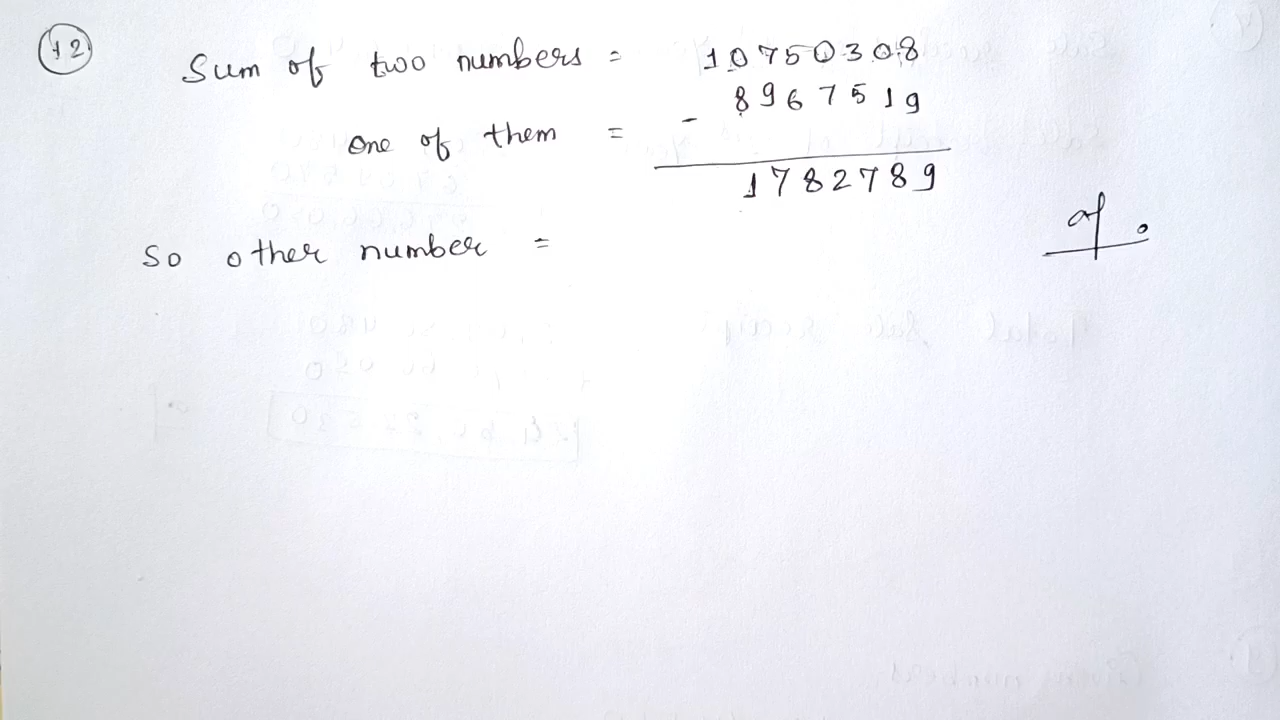 12
Sum of two numbers = 10750308
- 8967519
One of them =
1782789
So other number =